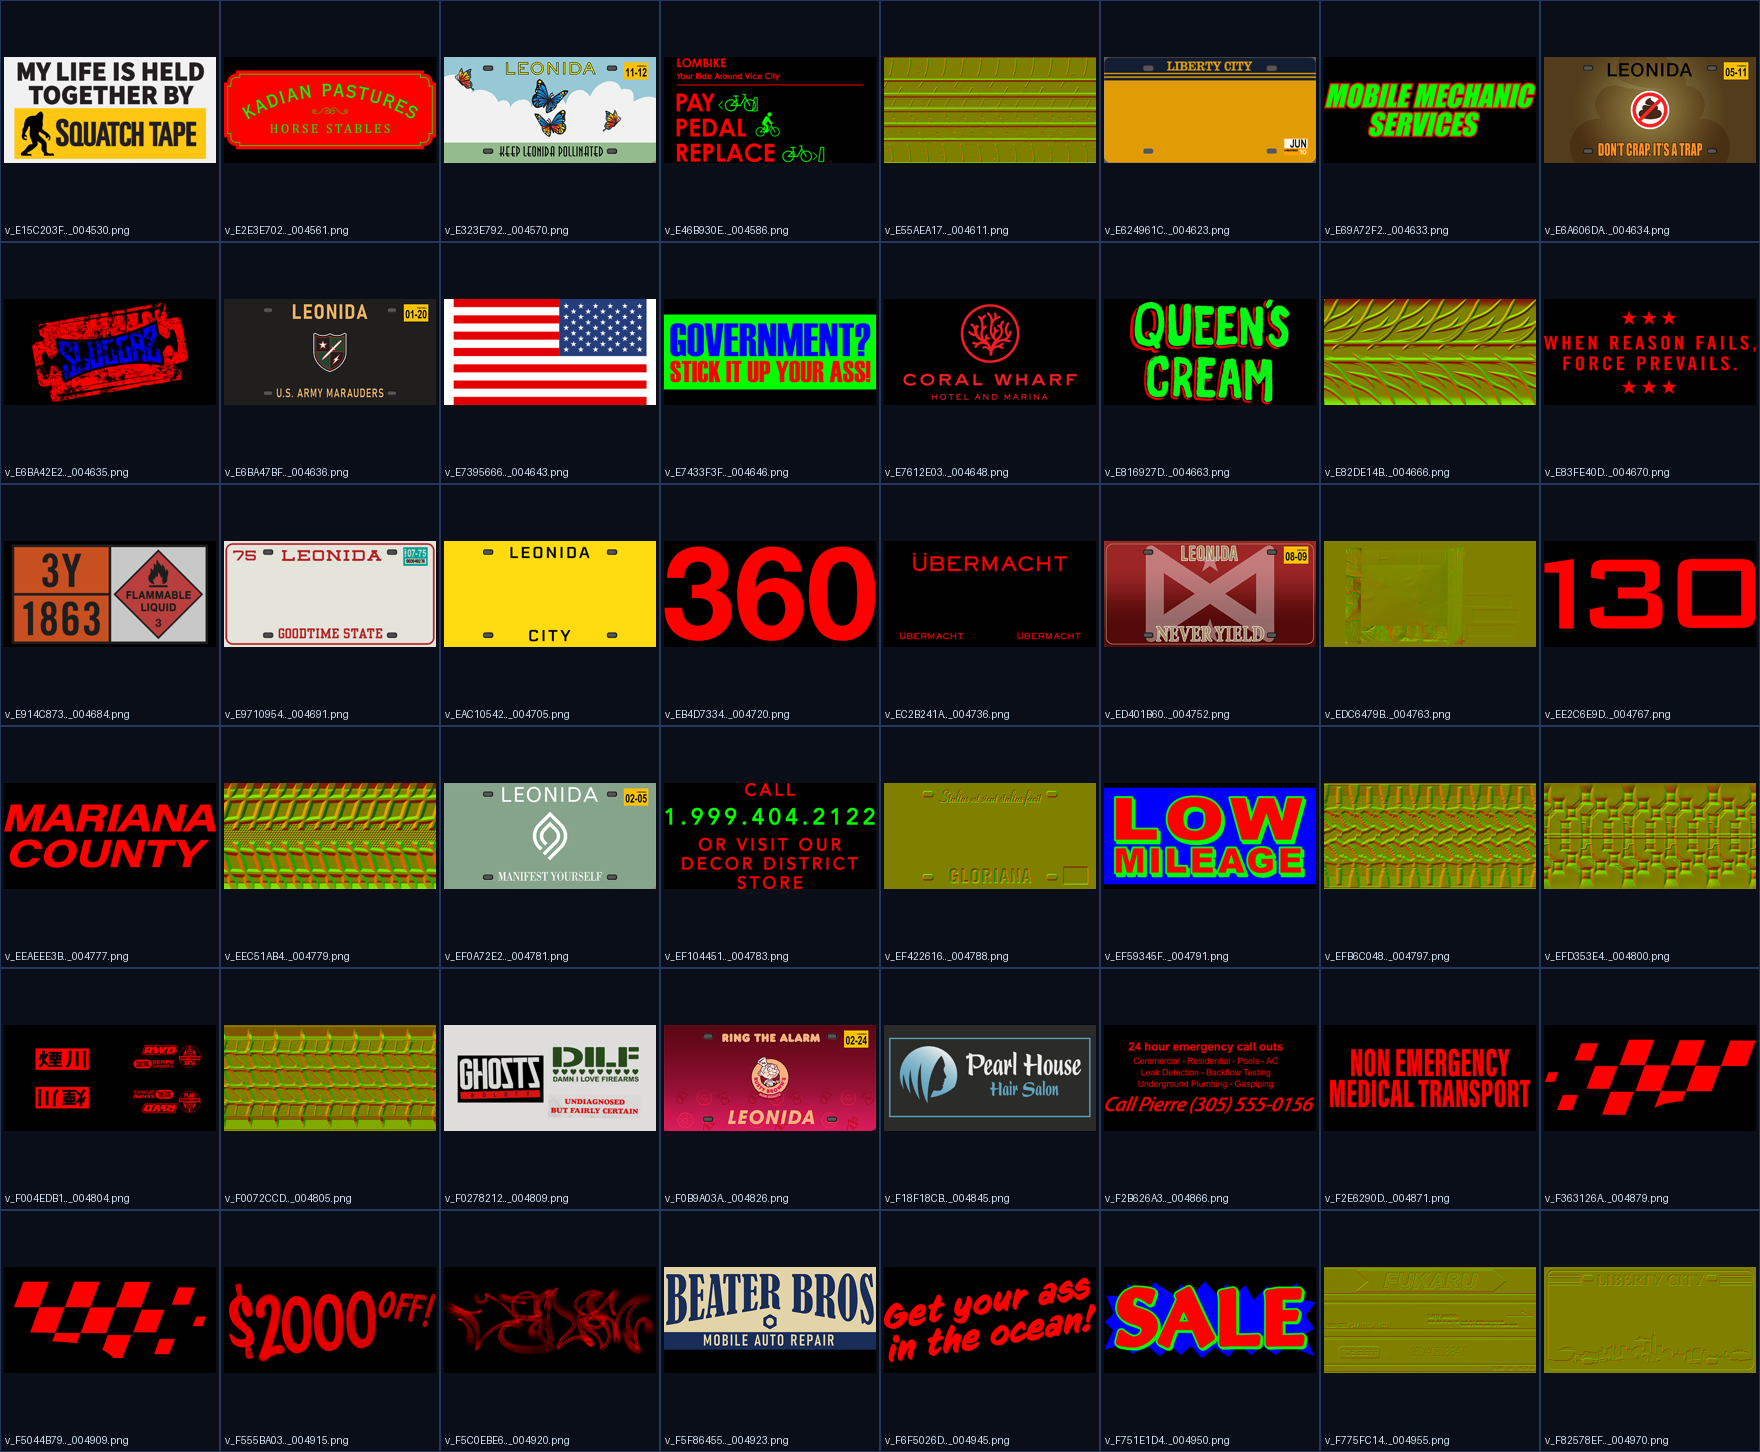 MY LIFE IS HELD
TOGETHER BY
SQUATCH TAPE
v_E15C203F.._004530.png
KADIAN PASTURES
HORSE STABLES
v_E2E3E702.._004561.png
LEONIDA
11-12
KEEP LEONIDA POLLINATED
v_E323E792.._004570.png
LOMBIKE
Your Ride Around Vice City
PAY
PEDAL
REPLACE
v_E46B930E.._004586.png
v_E55AEA17.._004611.png
LIBERTY CITY
JUN
v_E624961C.._004623.png
MOBILE MECHANIC
SERVICES
v_E69A72F2.._004633.png
LEONIDA
05-11
DON'T CRAP. IT'S A TRAP
v_E6A606DA.._004634.png
v_E6BA42E2.._004635.png
LEONIDA
01-20
U.S. ARMY MARAUDERS
v_E6BA47BF.._004636.png
v_E7395666.._004643.png
GOVERNMENT?
STICK IT UP YOUR ASS!
v_E7433F3F.._004646.png
CORAL WHARF
HOTEL AND MARINA
v_E7612E03.._004648.png
QUEEN'S
CREAM
v_E816927D.._004663.png
v_E82DE14B.._004666.png
WHEN REASON FAILS,
FORCE PREVAILS.
v_E83FE40D.._004670.png
3Y
1863
FLAMMABLE
LIQUID
3
v_E914C873.._004684.png
75 LEONIDA
07-75
GOODTIME STATE
v_E9710954.._004691.png
LEONIDA
CITY
v_EAC10542.._004705.png
360
v_EB4D7334.._004720.png
ÜBERMACHT
ÜBERMACHT ÜBERMACHT
v_EC2B241A.._004736.png
LEONIDA
08-09
NEVER YIELD
v_ED401B60.._004752.png
v_EDC6479B.._004763.png
130
v_EE2C6E9D.._004767.png
MARIANA
COUNTY
v_EEAEEE3B.._004777.png
v_EEC51AB4.._004779.png
LEONIDA
02-05
MANIFEST YOURSELF
v_EF0A72E2.._004781.png
CALL
1.999.404.2122
OR VISIT OUR
DECOR DISTRICT
STORE
v_EF104451.._004783.png
GLORIANA
v_EF422616.._004788.png
LOW
MILEAGE
v_EF59345F.._004791.png
v_EFB6C048.._004797.png
v_EFD353E4.._004800.png
煙川
RWD
煙川
RWD
v_F004EDB1.._004804.png
v_F0072CCD.._004805.png
GHOSTS
DILF
DAMN I LOVE FIREARMS
UNDIAGNOSED
BUT FAIRLY CERTAIN
v_F0278212.._004809.png
RING THE ALARM
02-24
LEONIDA
v_F0B9A03A.._004826.png
Pearl House
Hair Salon
v_F18F18CB.._004845.png
24 hour emergency call outs
Commercial - Residential - Pools - AC
Leak Detection - Backflow Testing
Underground Plumbing - Gaspiping
Call Pierre (305) 555-0156
v_F2B626A3.._004866.png
NON EMERGENCY
MEDICAL TRANSPORT
v_F2E6290D.._004871.png
v_F363126A.._004879.png
v_F5044B79.._004909.png
$2000 OFF!
v_F555BA03.._004915.png
v_F5C0EBE6.._004920.png
BEATER BROS
MOBILE AUTO REPAIR
v_F5F86455.._004923.png
Get your ass
in the ocean!
v_F6F5026D.._004945.png
SALE
v_F751E1D4.._004950.png
FUKARU
v_F775FC14.._004955.png
LIBERTY CITY
v_F82578EF.._004970.png